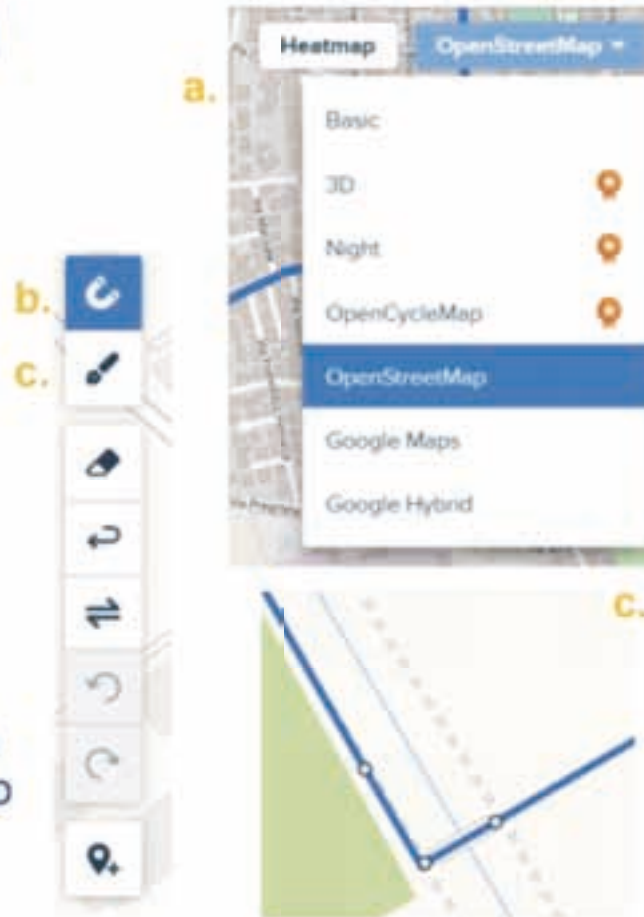 a.
Heatmap OpenStreetMap
Basic
3D
Night
OpenCycleMap
OpenStreetMap
Google Maps
Google Hybrid
b.
c.
c.